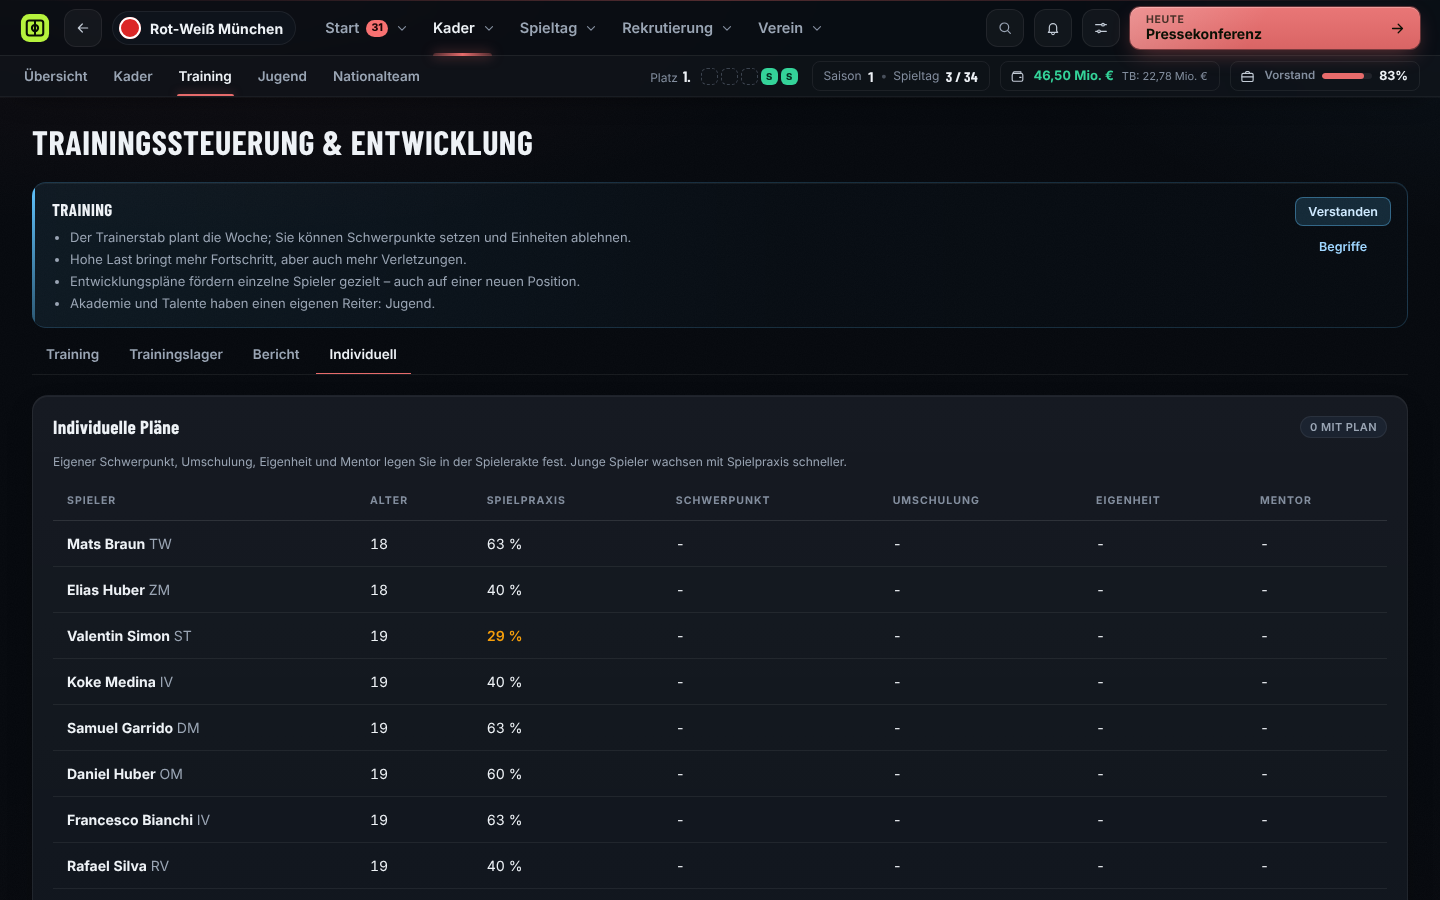 Rot-Weiß München
Start 31
Kader
Spieltag
Rekrutierung
Verein
HEUTE
Pressekonferenz
Übersicht
Kader
Training
Jugend
Nationalteam
Platz 1. S S
Saison 1 • Spieltag 3 / 34
46,50 Mio. € TB: 22,78 Mio. €
Vorstand 83%
TRAININGSSTEUERUNG & ENTWICKLUNG
TRAINING
Verstanden
• Der Trainerstab plant die Woche; Sie können Schwerpunkte setzen und Einheiten ablehnen.
Begriffe
• Hohe Last bringt mehr Fortschritt, aber auch mehr Verletzungen.
• Entwicklungspläne fördern einzelne Spieler gezielt – auch auf einer neuen Position.
• Akademie und Talente haben einen eigenen Reiter: Jugend.
Training
Trainingslager
Bericht
Individuell
Individuelle Pläne
0 MIT PLAN
Eigener Schwerpunkt, Umschulung, Eigenheit und Mentor legen Sie in der Spielerakte fest. Junge Spieler wachsen mit Spielpraxis schneller.
SPIELER ALTER SPIELPRAXIS SCHWERPUNKT UMSCHULUNG EIGENHEIT MENTOR
Mats Braun TW 18 63 % - - - -
Elias Huber ZM 18 40 % - - - -
Valentin Simon ST 19 29 % - - - -
Koke Medina IV 19 40 % - - - -
Samuel Garrido DM 19 63 % - - - -
Daniel Huber OM 19 60 % - - - -
Francesco Bianchi IV 19 63 % - - - -
Rafael Silva RV 19 40 % - - - -